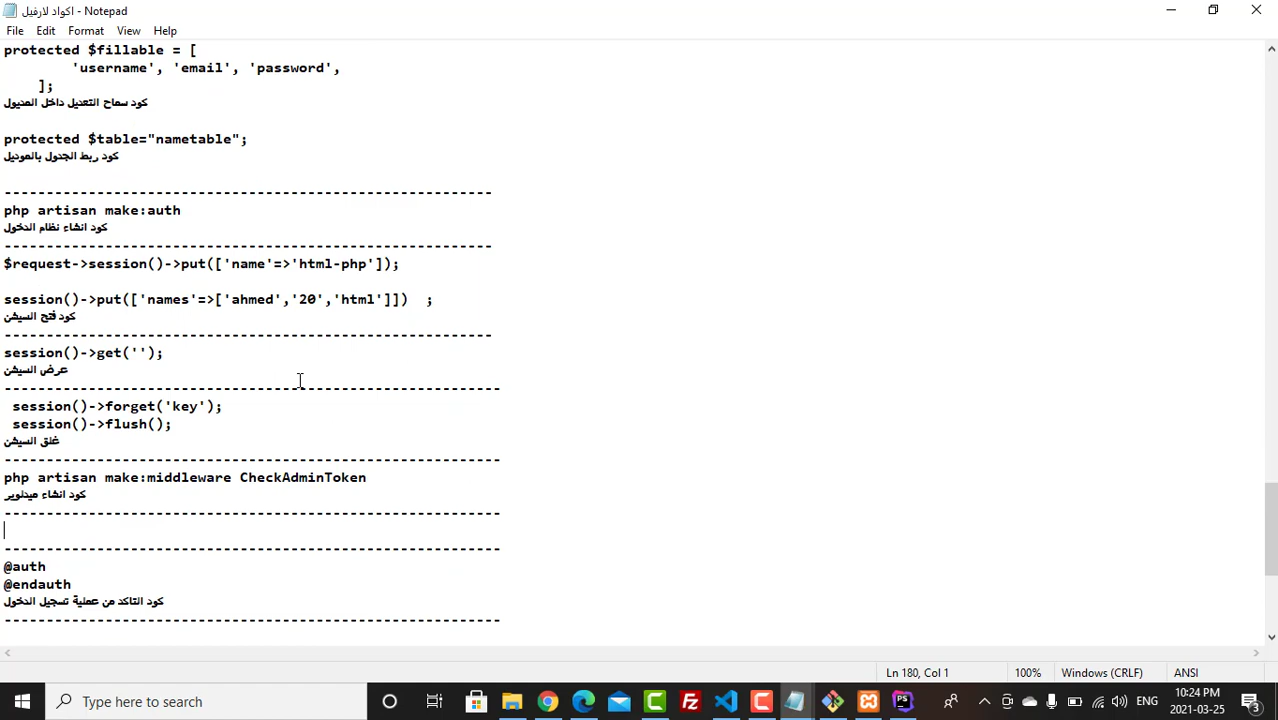 اكواد لارفيل - Notepad
File Edit Format View Help
protected $fillable = [
'username', 'email', 'password',
];
كود سماح التعديل داخل المديول
protected $table="nametable";
كود ربط الجدول بالموديل
----------------------------------------------------------
php artisan make:auth
كود انشاء نظام الدخول
----------------------------------------------------------
$request->session()->put(['name'=>'html-php']);
session()->put(['names'=>['ahmed','20','html']])  ;
كود فتح السيشن
----------------------------------------------------------
session()->get('');
عرض السيشن
-----------------------------------------------------------
session()->forget('key');
session()->flush();
غلق السيشن
-----------------------------------------------------------
php artisan make:middleware CheckAdminToken
كود انشاء ميدلوير
-----------------------------------------------------------
-----------------------------------------------------------
@auth
@endauth
كود التاكد من عملية تسجيل الدخول
-----------------------------------------------------------
Ln 180, Col 1 100% Windows (CRLF) ANSI
Type here to search ENG 10:24 PM
2021-03-25 3